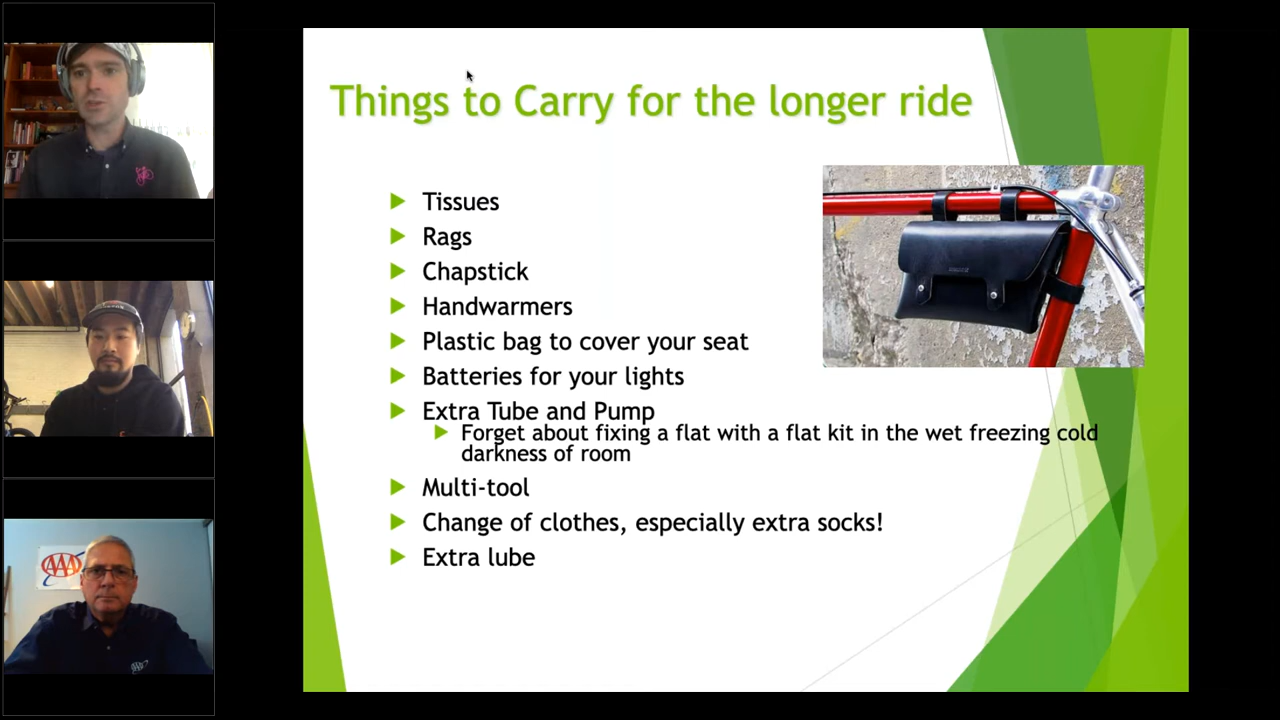 Things to Carry for the longer ride
Tissues
Rags
Chapstick
Handwarmers
Plastic bag to cover your seat
Batteries for your lights
Extra Tube and Pump
Forget about fixing a flat with a flat kit in the wet freezing cold
darkness of room
Multi-tool
Change of clothes, especially extra socks!
Extra lube
AAA